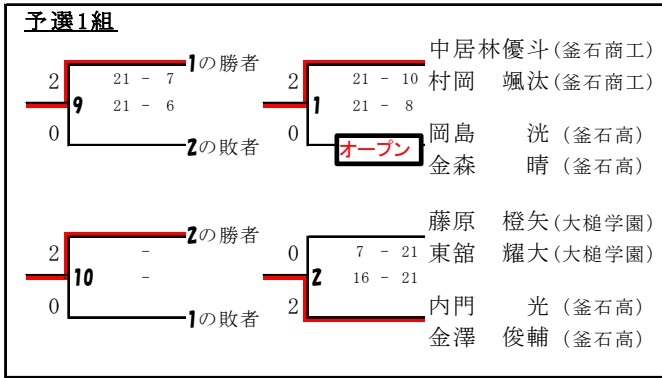 予選1組
1の勝者
2
21 - 7
9
21 - 6
0
2の敗者
中居林優斗(釜石商工)
2
21 - 10
村岡 颯汰(釜石商工)
1
21 - 8
0
オープン
岡島 洸(釜石高)
金森 晴(釜石高)
2の勝者
2
-
10
-
0
1の敗者
藤原 橙矢(大槌学園)
0
7 - 21
東舘 耀大(大槌学園)
2
16 - 21
2
内門 光(釜石高)
金澤 俊輔(釜石高)